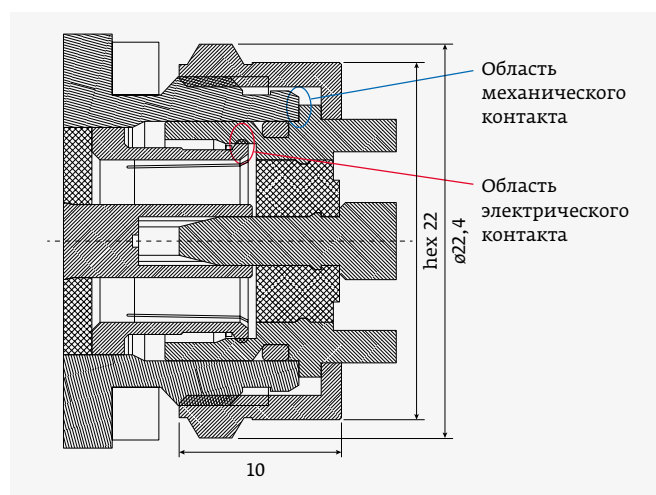 Область
механического
контакта
Область
электрического
контакта
hex 22
ø22,4
10